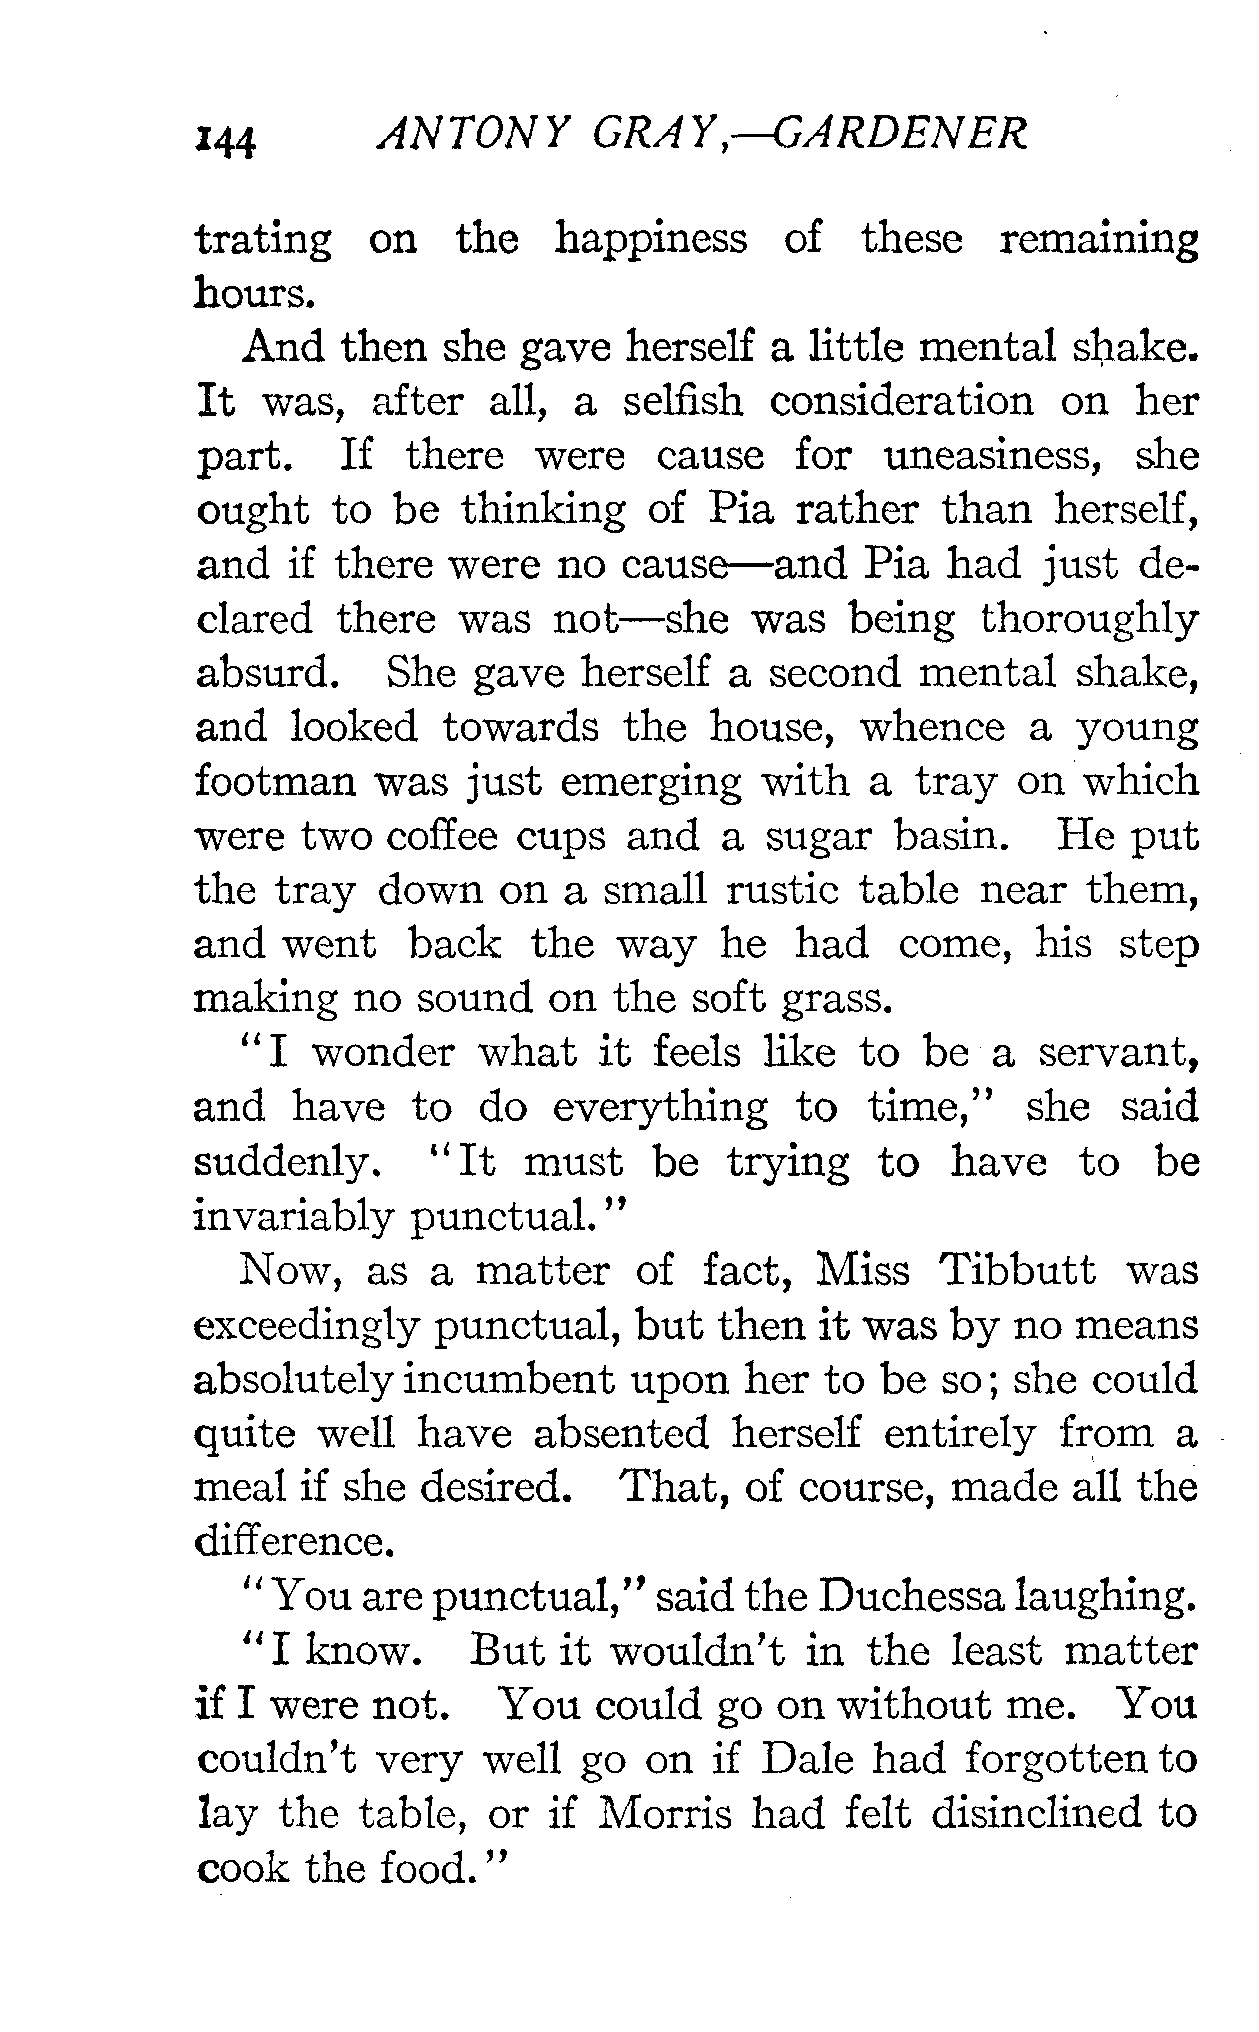 144 ANTONY GRAY,—GARDENER
trating on the happiness of these remaining
hours.
And then she gave herself a little mental shake.
It was, after all, a selfish consideration on her
part. If there were cause for uneasiness, she
ought to be thinking of Pia rather than herself,
and if there were no cause—and Pia had just de-
clared there was not—she was being thoroughly
absurd. She gave herself a second mental shake,
and looked towards the house, whence a young
footman was just emerging with a tray on which
were two coffee cups and a sugar basin. He put
the tray down on a small rustic table near them,
and went back the way he had come, his step
making no sound on the soft grass.
"I wonder what it feels like to be a servant,
and have to do everything to time," she said
suddenly. "It must be trying to have to be
invariably punctual."
Now, as a matter of fact, Miss Tibbutt was
exceedingly punctual, but then it was by no means
absolutely incumbent upon her to be so; she could
quite well have absented herself entirely from a
meal if she desired. That, of course, made all the
difference.
"You are punctual," said the Duchessa laughing.
"I know. But it wouldn't in the least matter
if I were not. You could go on without me. You
couldn't very well go on if Dale had forgotten to
lay the table, or if Morris had felt disinclined to
cook the food."